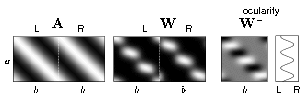 ocularity
A W W⁻
L R L R
a
b b b b b L R